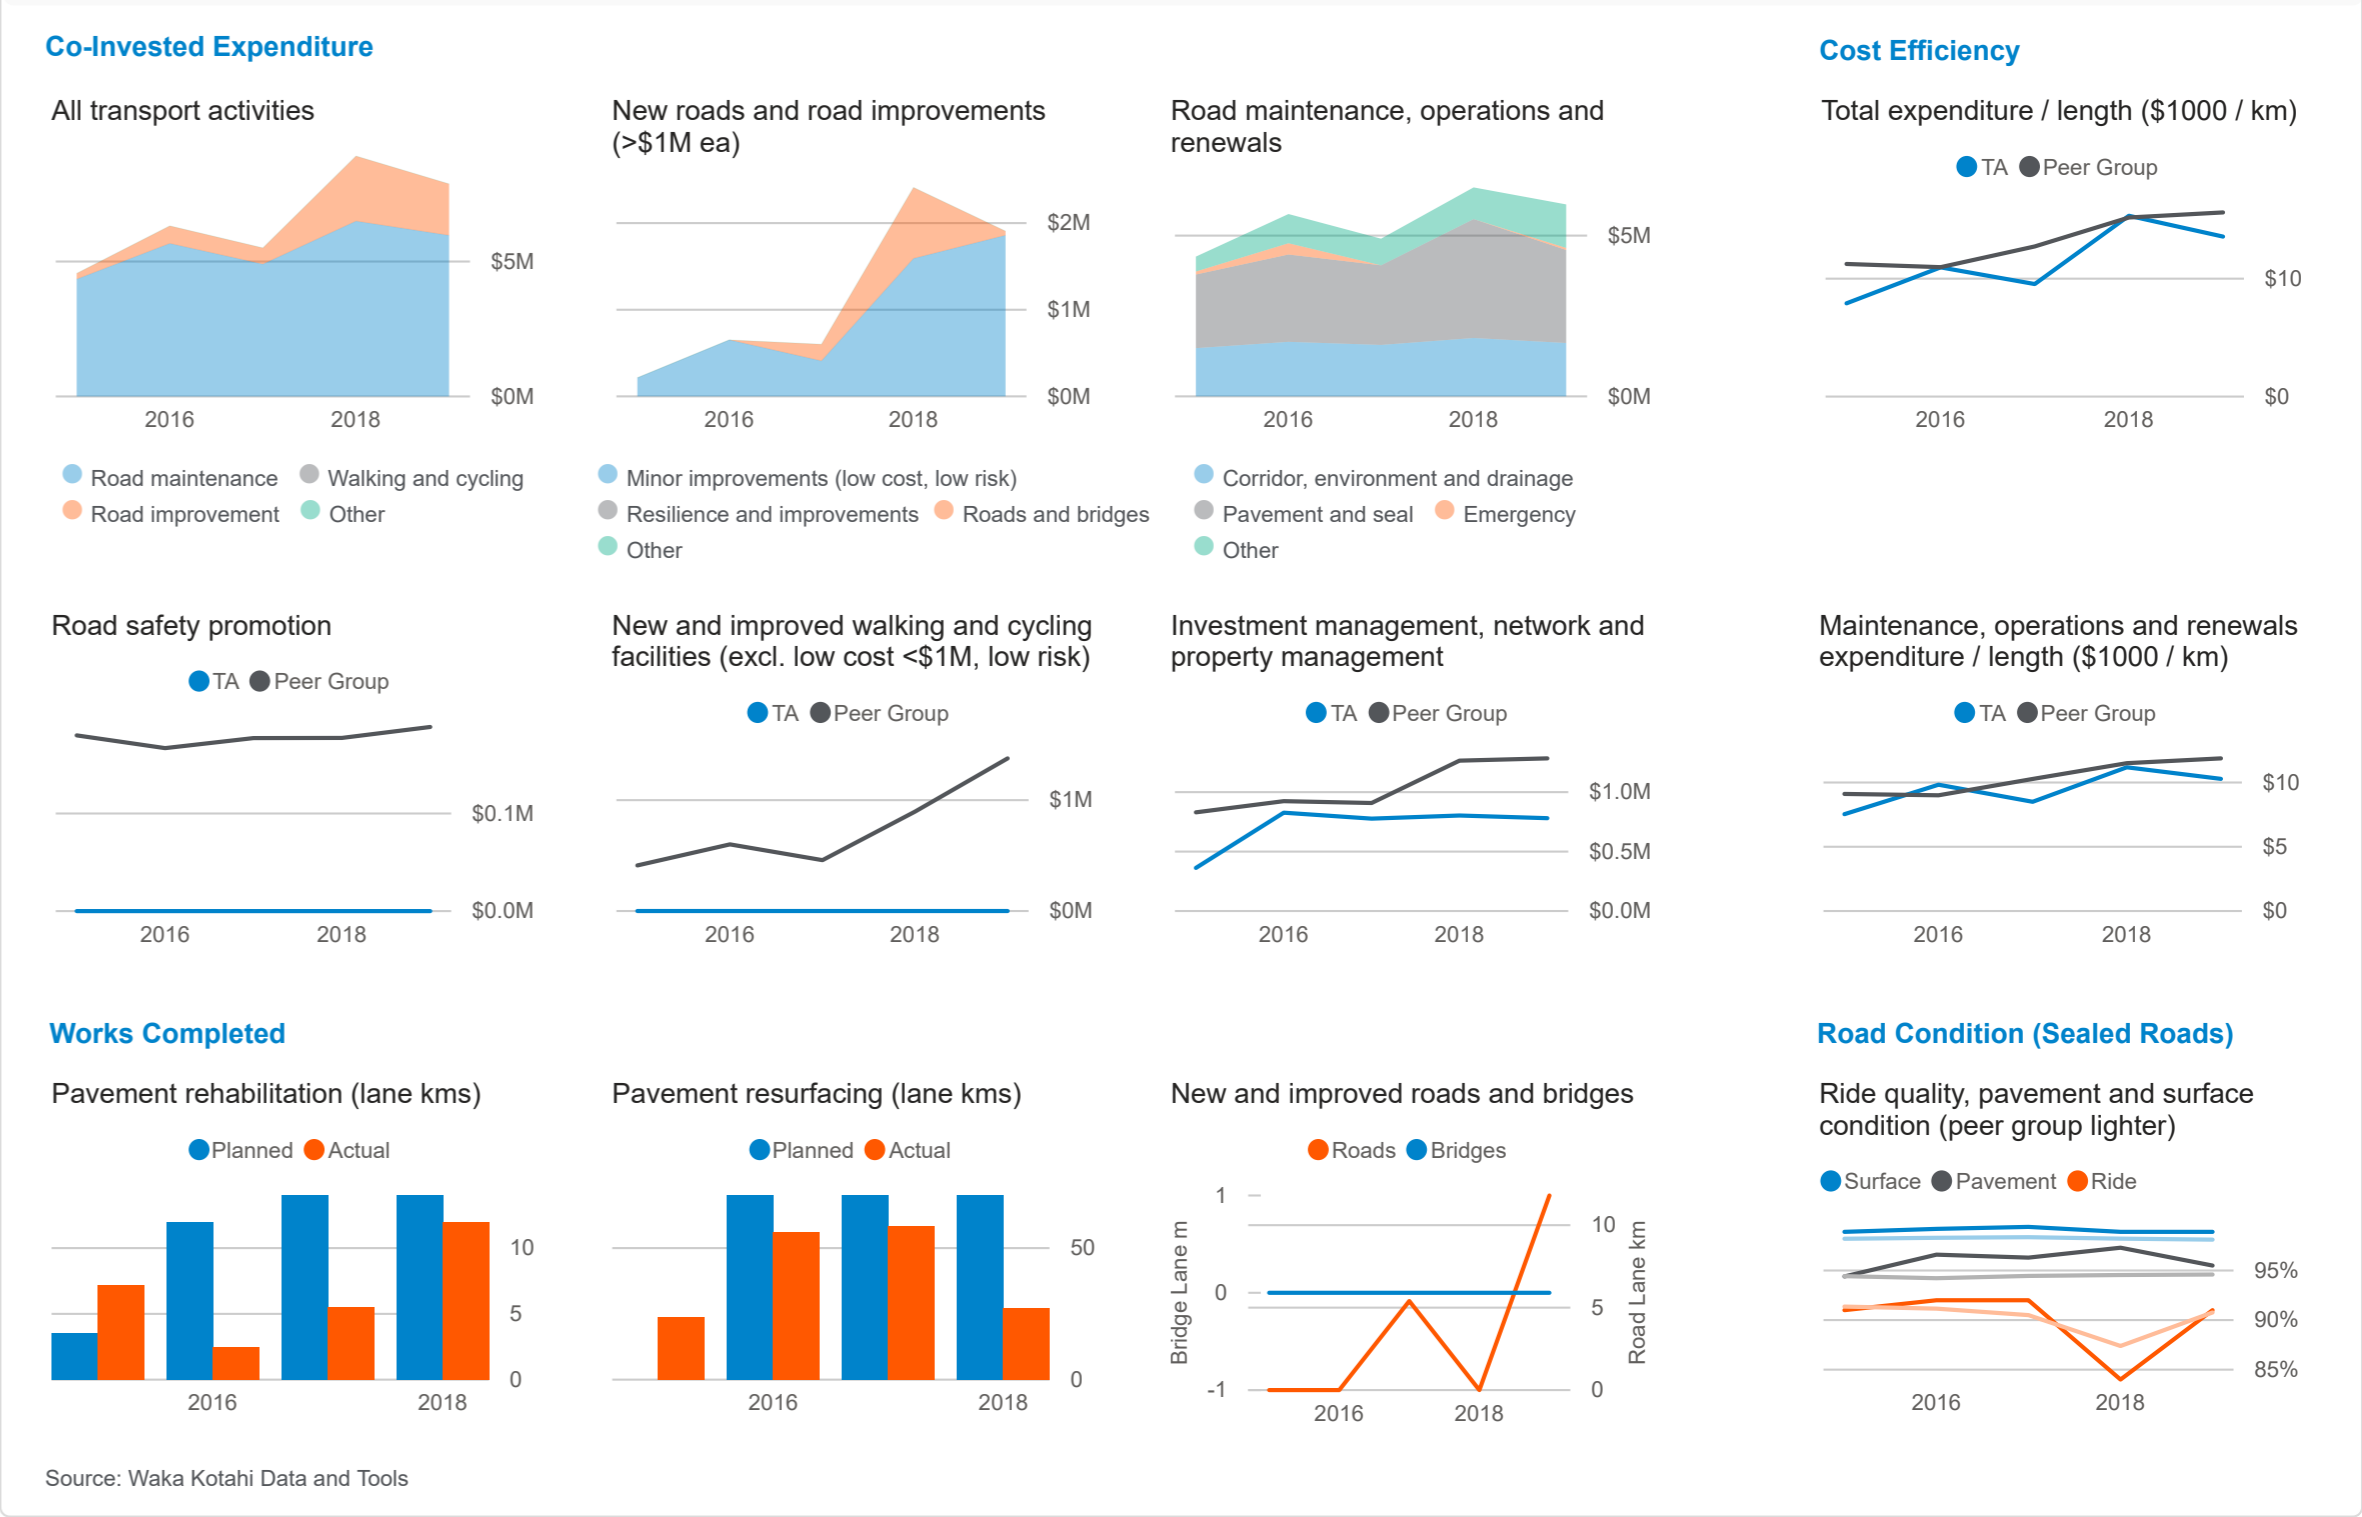 Co-Invested Expenditure
Cost Efficiency
All transport activities
$5M
$0M
2016 2018
Road maintenance Walking and cycling
Road improvement Other
New roads and road improvements
(>$1M ea)
$2M
$1M
$0M
2016 2018
Minor improvements (low cost, low risk)
Resilience and improvements Roads and bridges
Other
Road maintenance, operations and
renewals
$5M
$0M
2016 2018
Corridor, environment and drainage
Pavement and seal Emergency
Other
Total expenditure / length ($1000 / km)
TA Peer Group
$10
$0
2016 2018
Road safety promotion
TA Peer Group
$0.1M
$0.0M
2016 2018
New and improved walking and cycling
facilities (excl. low cost <$1M, low risk)
TA Peer Group
$1M
$0M
2016 2018
Investment management, network and
property management
TA Peer Group
$1.0M
$0.5M
$0.0M
2016 2018
Maintenance, operations and renewals
expenditure / length ($1000 / km)
TA Peer Group
$10
$5
$0
2016 2018
Works Completed
Road Condition (Sealed Roads)
Pavement rehabilitation (lane kms)
Planned Actual
10
5
0
2016 2018
Pavement resurfacing (lane kms)
Planned Actual
50
0
2016 2018
New and improved roads and bridges
Roads Bridges
Bridge Lane m
1
0
-1
10
5
0
Road Lane km
2016 2018
Ride quality, pavement and surface
condition (peer group lighter)
Surface Pavement Ride
95%
90%
85%
2016 2018
Source: Waka Kotahi Data and Tools